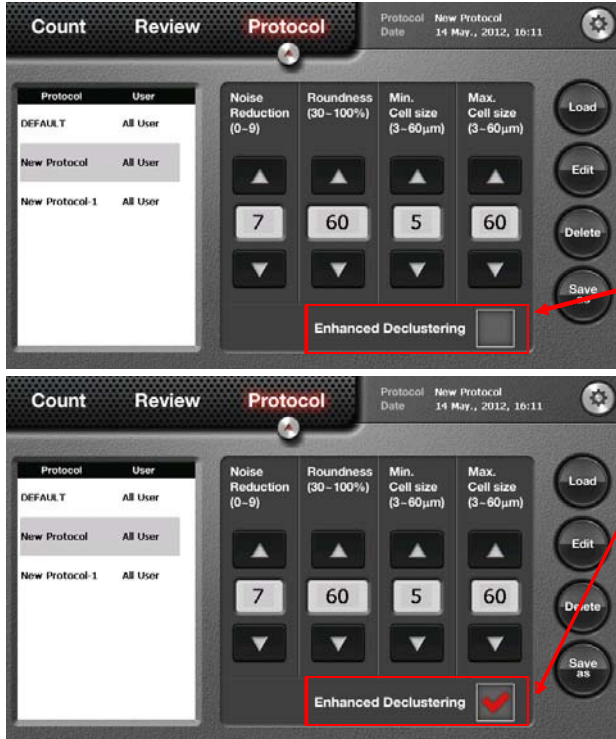 Count Review Protocol Protocol New Protocol
Date 14 May., 2012, 16:11
Protocol User
DEFAULT All User
New Protocol All User
New Protocol-1 All User
Noise Reduction (0~9)
Roundness (30~100%)
Min. Cell size (3~60µm)
Max. Cell size (3~60µm)
7 60 5 60
Enhanced Declustering
Load
Edit
Delete
Save as
Count Review Protocol Protocol New Protocol
Date 14 May., 2012, 16:11
Protocol User
DEFAULT All User
New Protocol All User
New Protocol-1 All User
Noise Reduction (0~9)
Roundness (30~100%)
Min. Cell size (3~60µm)
Max. Cell size (3~60µm)
7 60 5 60
Enhanced Declustering
Load
Edit
Delete
Save as